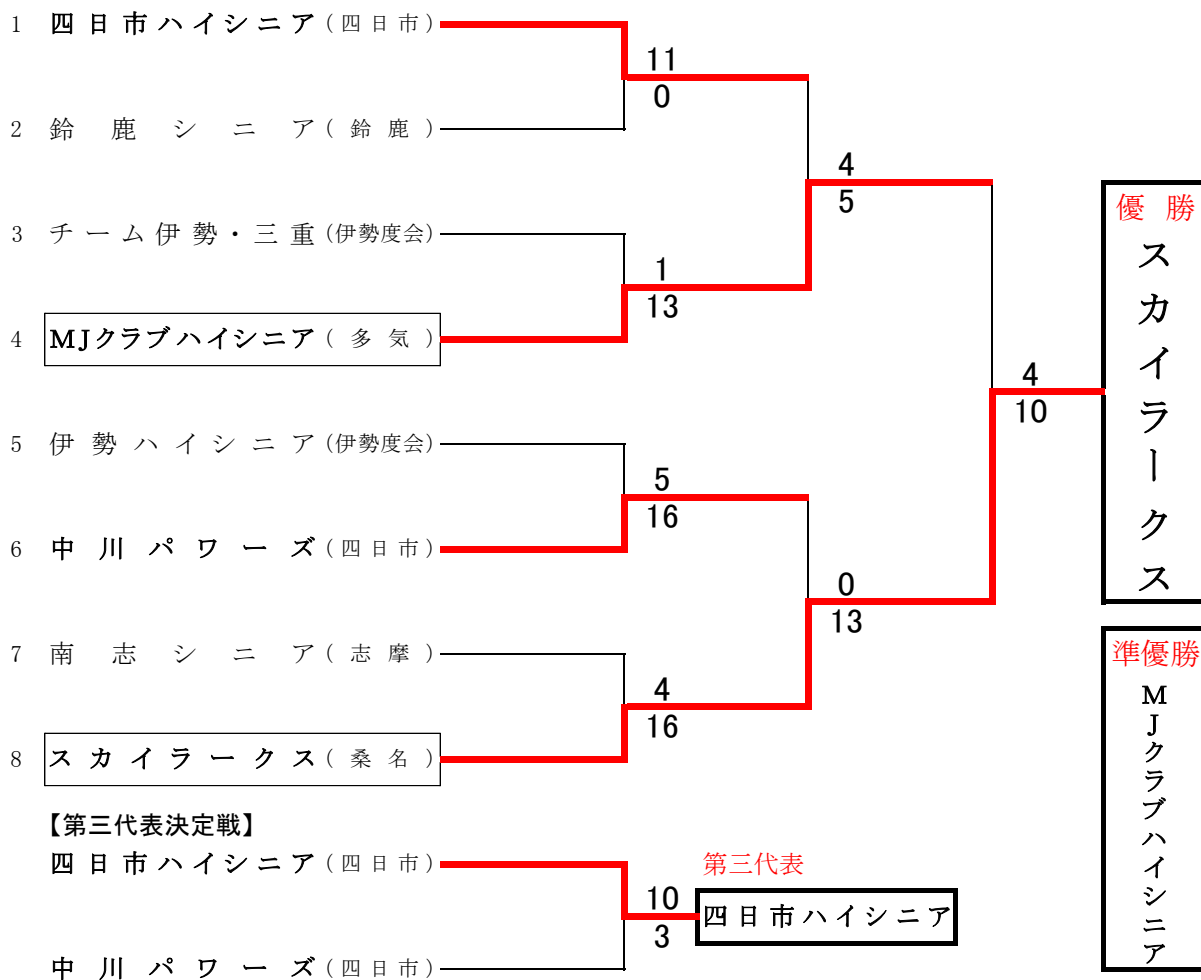 1 四日市ハイシニア(四日市)
11
0
2 鈴鹿シニア(鈴鹿)
4
5
3 チーム伊勢・三重(伊勢度会)
1
13
4 MJクラブハイシニア(多気)
4
10
5 伊勢ハイシニア(伊勢度会)
5
16
6 中川パワーズ(四日市)
0
13
7 南志シニア(志摩)
4
16
8 スカイラークス(桑名)
優勝
スカイラークス
準優勝
MJクラブハイシニア
【第三代表決定戦】
四日市ハイシニア(四日市)
10
3
中川パワーズ(四日市)
第三代表
四日市ハイシニア